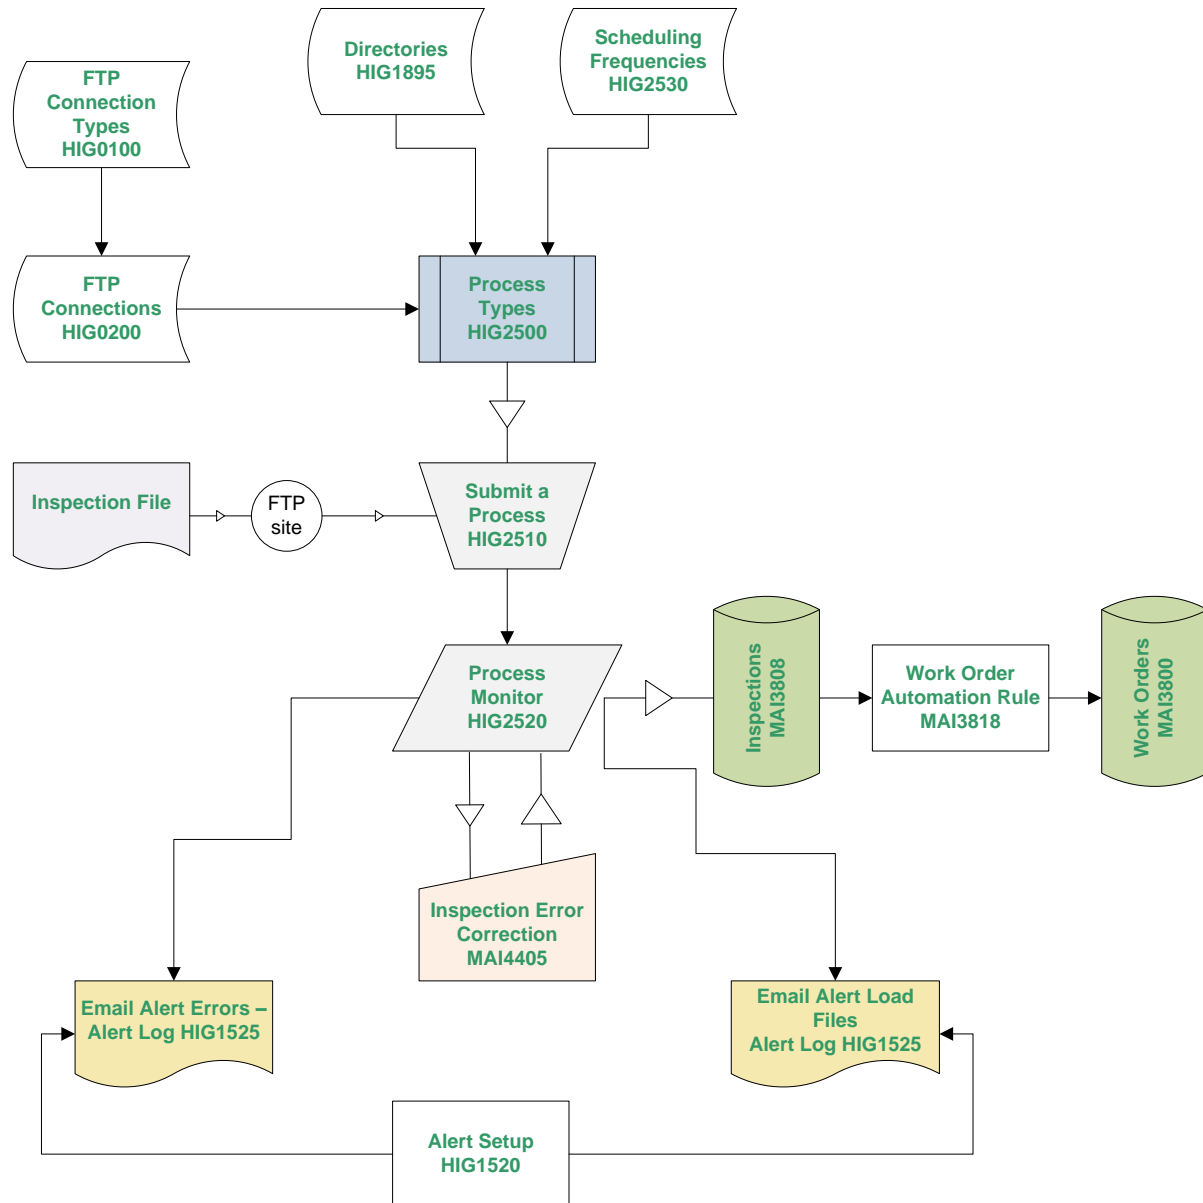 Directories
HIG1895
Scheduling
Frequencies
HIG2530
FTP
Connection
Types
HIG0100
FTP
Connections
HIG0200
Process
Types
HIG2500
Inspection File
FTP
site
Submit a
Process
HIG2510
Process
Monitor
HIG2520
Inspections
MAI3808
Work Order
Automation Rule
MAI3818
Work Orders
MAI3800
Inspection Error
Correction
MAI4405
Email Alert Errors –
Alert Log HIG1525
Email Alert Load
Files
Alert Log HIG1525
Alert Setup
HIG1520